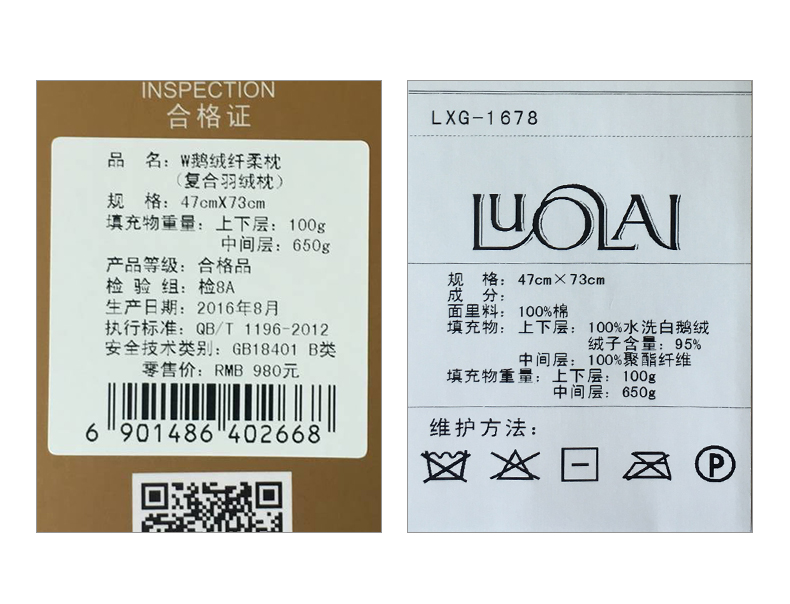 INSPECTION
合格证
品 名：W鹅绒纤柔枕
（复合羽绒枕）
规 格：47cmX73cm
填充物重量：上下层：100g
中间层：650g
产品等级：合格品
检 验 组：检8A
生产日期：2016年8月
执行标准：QB/T 1196-2012
安全技术类别：GB18401 B类
零售价：RMB 980元
6 901486 402668
LXG-1678
LUOLAI
规 格：47cm×73cm
成 分：
面里料：100%棉
填充物：上下层：100%水洗白鹅绒
绒子含量：95%
中间层：100%聚酯纤维
填充物重量：上下层：100g
中间层：650g
维护方法：
P